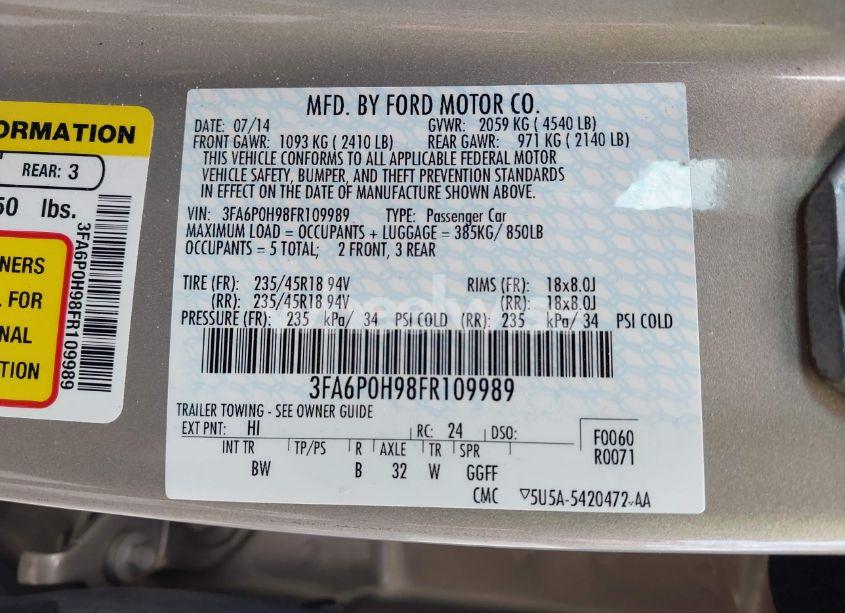 ORMATION
REAR: 3
50 lbs.
3FA6P0H98FR109989
NERS
L FOR
NAL
TION
MFD. BY FORD MOTOR CO.
DATE: 07/14 GVWR: 2059 KG ( 4540 LB)
FRONT GAWR: 1093 KG ( 2410 LB) REAR GAWR: 971 KG ( 2140 LB)
THIS VEHICLE CONFORMS TO ALL APPLICABLE FEDERAL MOTOR
VEHICLE SAFETY, BUMPER, AND THEFT PREVENTION STANDARDS
IN EFFECT ON THE DATE OF MANUFACTURE SHOWN ABOVE.
VIN: 3FA6P0H98FR109989 TYPE: Passenger Car
MAXIMUM LOAD = OCCUPANTS + LUGGAGE = 385KG/ 850LB
OCCUPANTS = 5 TOTAL; 2 FRONT, 3 REAR
TIRE (FR): 235/45R18 94V RIMS (FR): 18x8.0J
(RR): 235/45R18 94V (RR): 18x8.0J
PRESSURE (FR): 235 kPa/ 34 PSI COLD (RR): 235 kPa/ 34 PSI COLD
3FA6P0H98FR109989
TRAILER TOWING - SEE OWNER GUIDE
EXT PNT: HI RC: 24 DSO: F0060
R0071
INT TR TP/PS R AXLE TR SPR
BW B 32 W GGFF
CMC ▽5U5A-5420472-AA